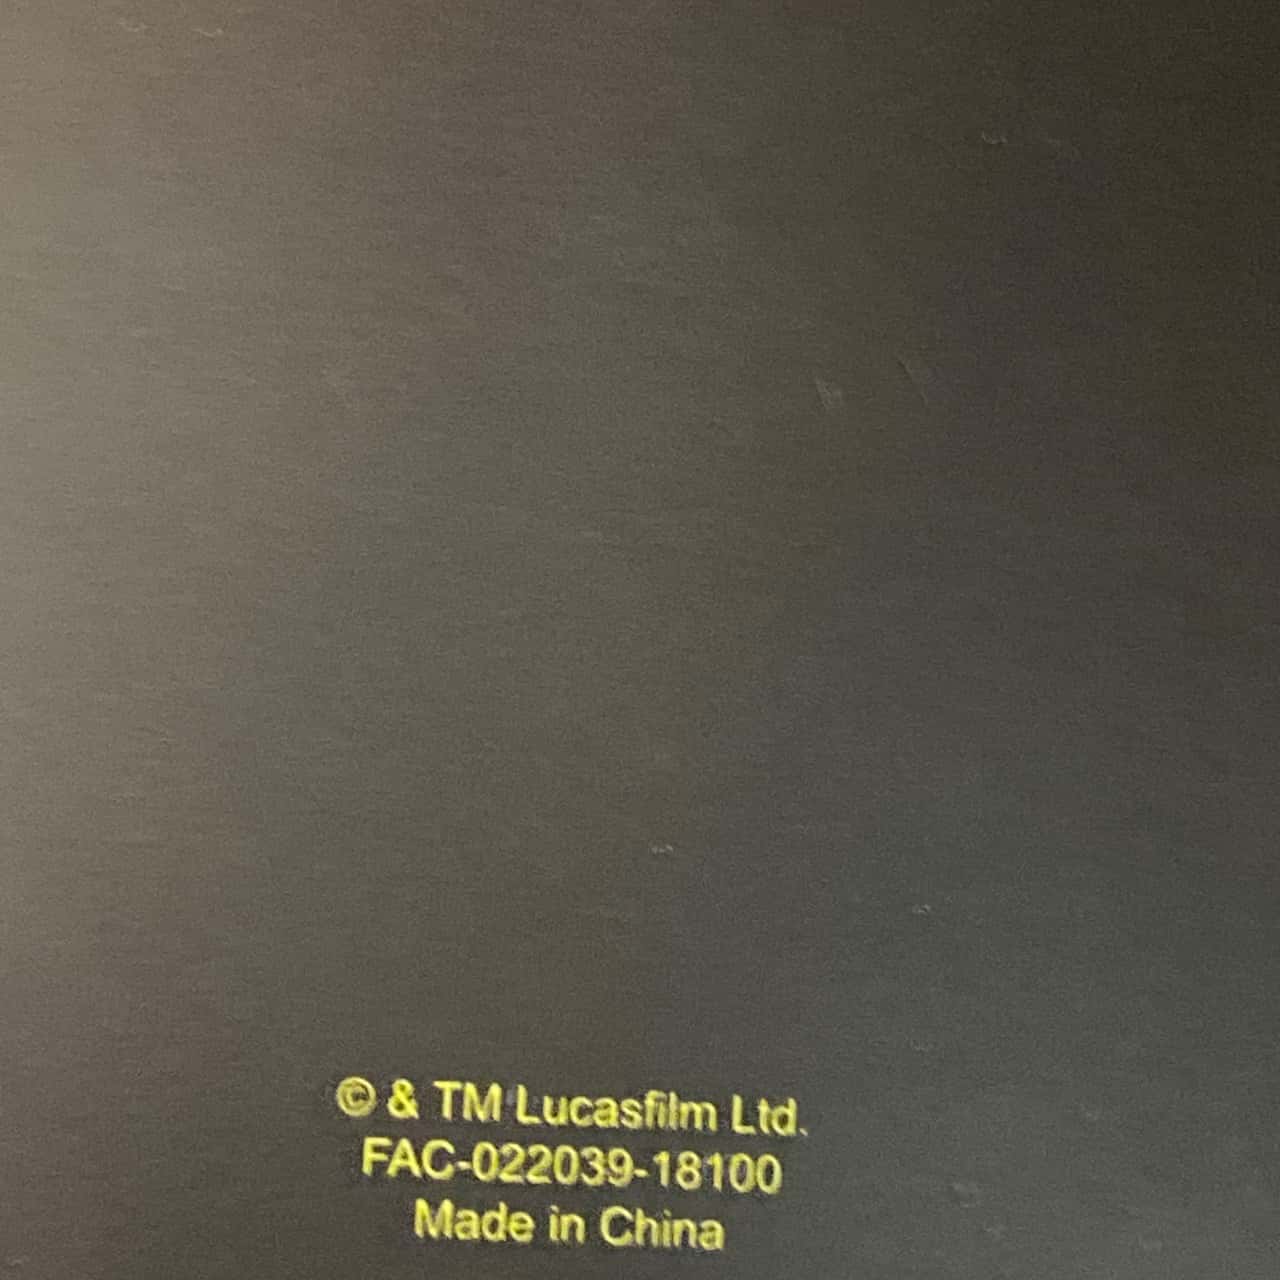 © & TM Lucasfilm Ltd.
FAC-022039-18100
Made in China